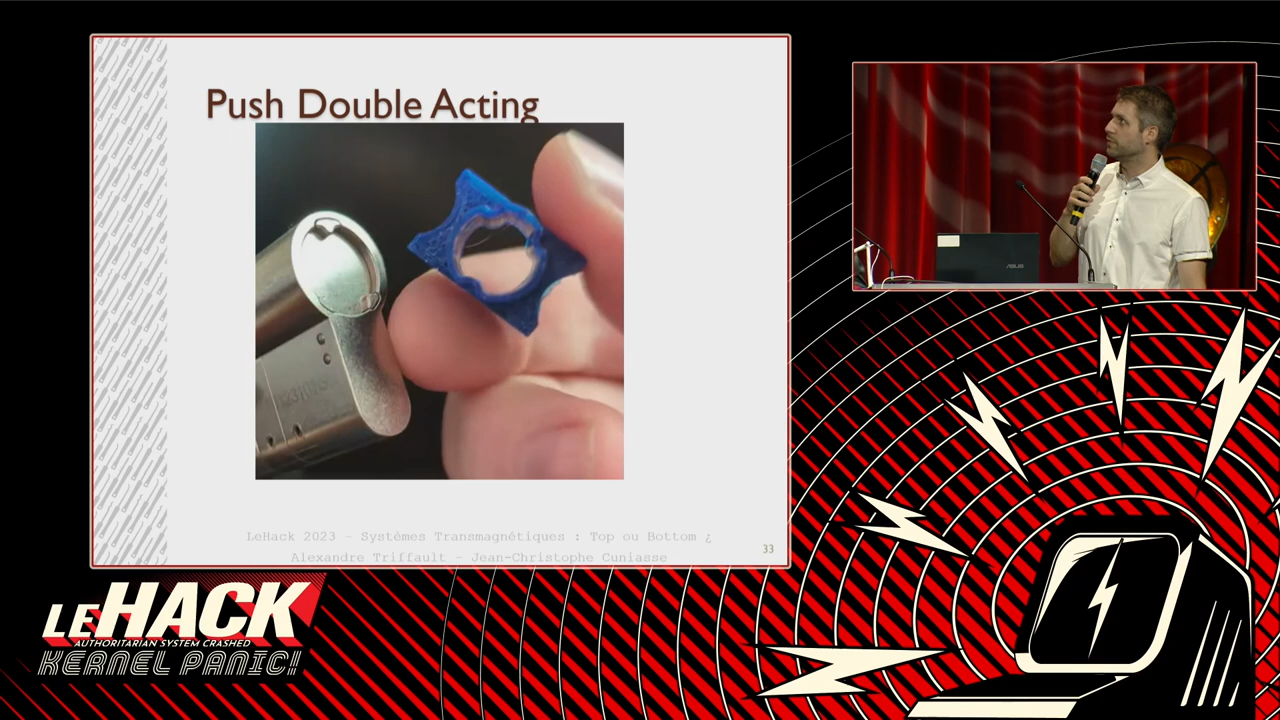 Push Double Acting
LeHack 2023 – Systèmes Transmagnétiques : Top ou Bottom ¿
Alexandre Triffault – Jean-Christophe Cuniasse
33
ASUS
LEHACK
AUTHORITARIAN SYSTEM CRASHED
KERNEL PANIC!